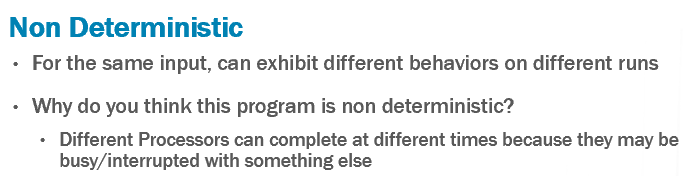 Non Deterministic
• For the same input, can exhibit different behaviors on different runs
• Why do you think this program is non deterministic?
• Different Processors can complete at different times because they may be
busy/interrupted with something else